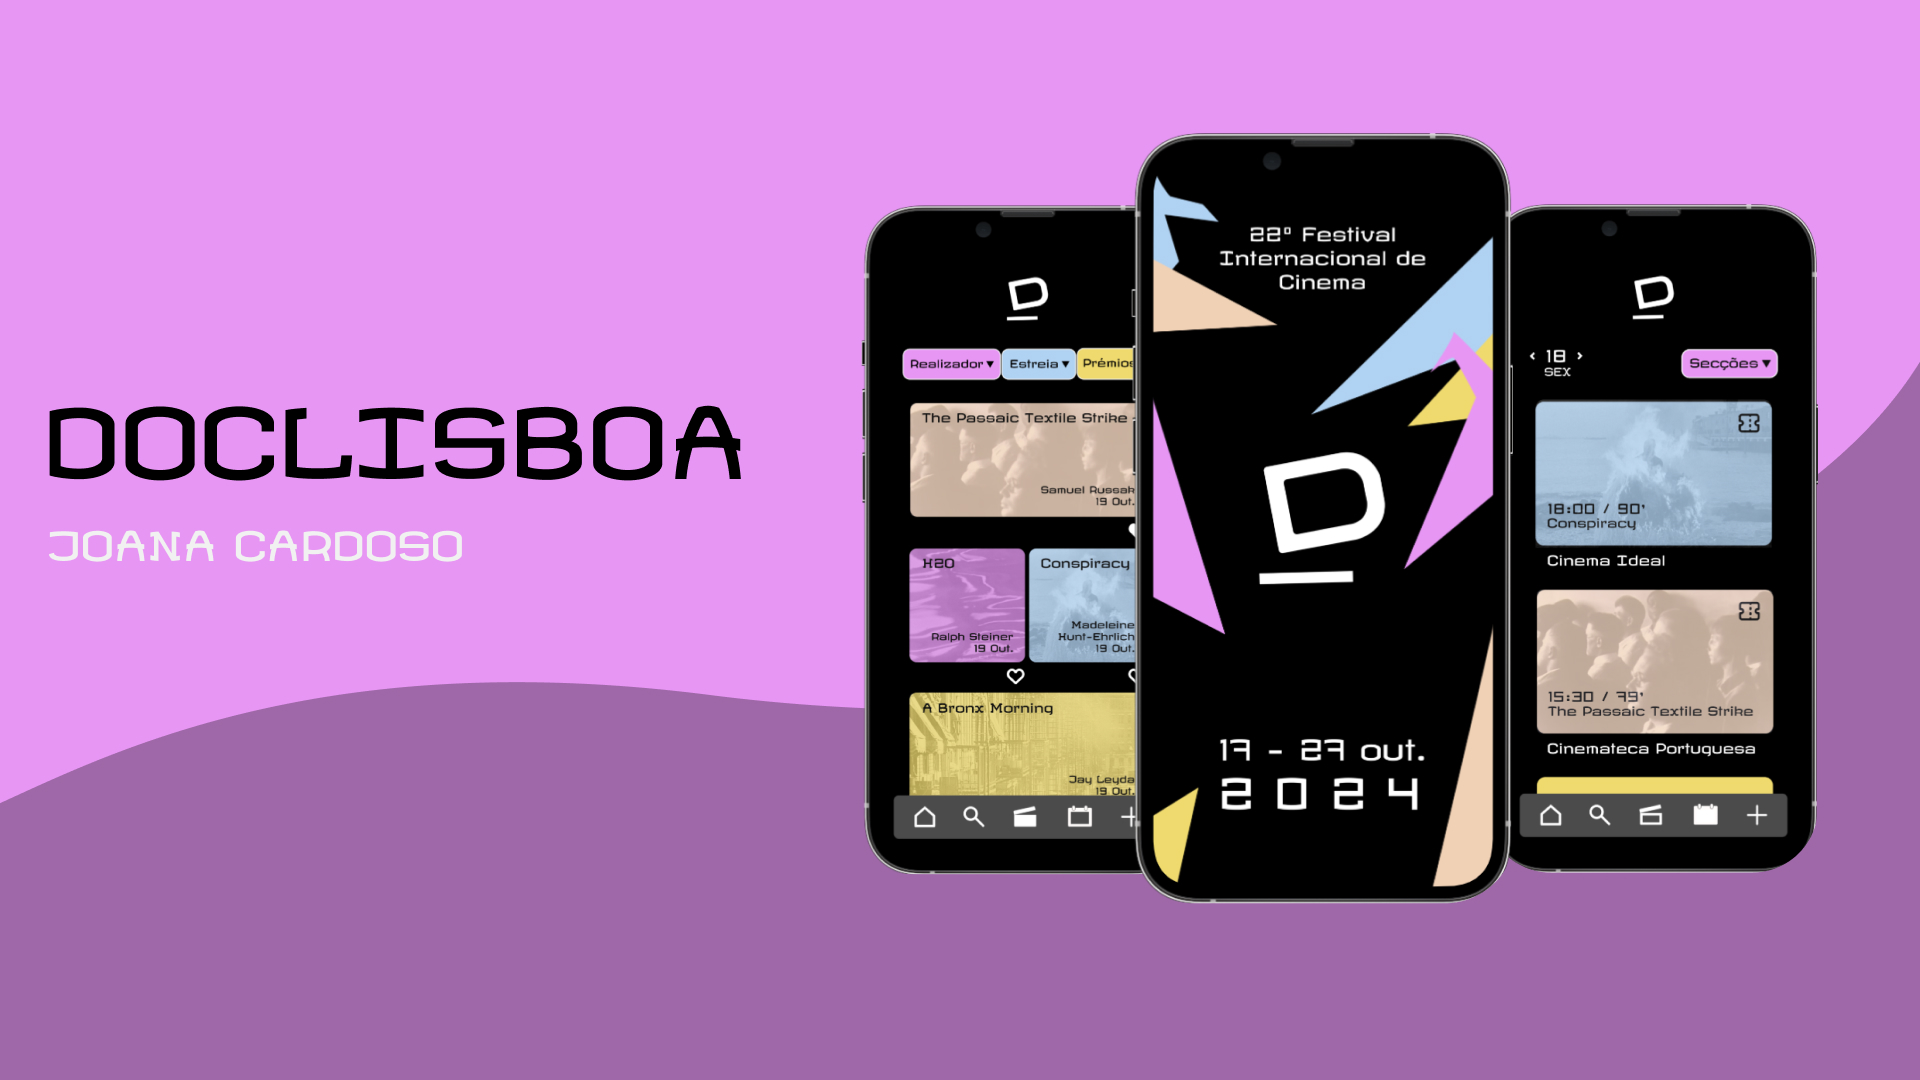 DOCLISBOA
JOANA CARDOSO
D
Realizador ▾
Estreia ▾
Prémios
The Passaic Textile Strike -
Samuel Russak
19 Out.
H2O
Ralph Steiner
19 Out.
Conspiracy
Madeleine
Hunt-Ehrlich
19 Out.
A Bronx Morning
Jay Leyda
19 Out.
22º Festival
Internacional de
Cinema
D
17 - 27 out.
2024
D
‹ 18 ›
SEX
Secções ▾
18:00 / 90'
Conspiracy
Cinema Ideal
15:30 / 79'
The Passaic Textile Strike
Cinemateca Portuguesa